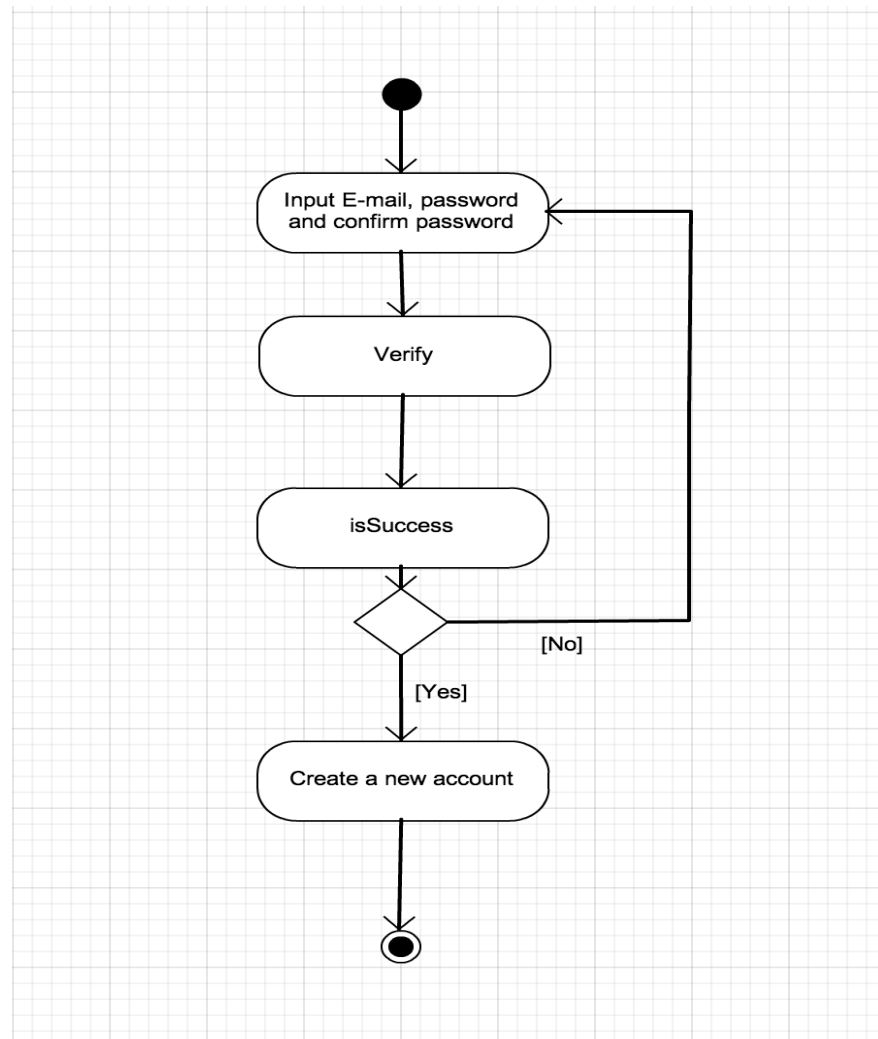 Input E-mail, password
and confirm password
Verify
isSuccess
[No]
[Yes]
Create a new account